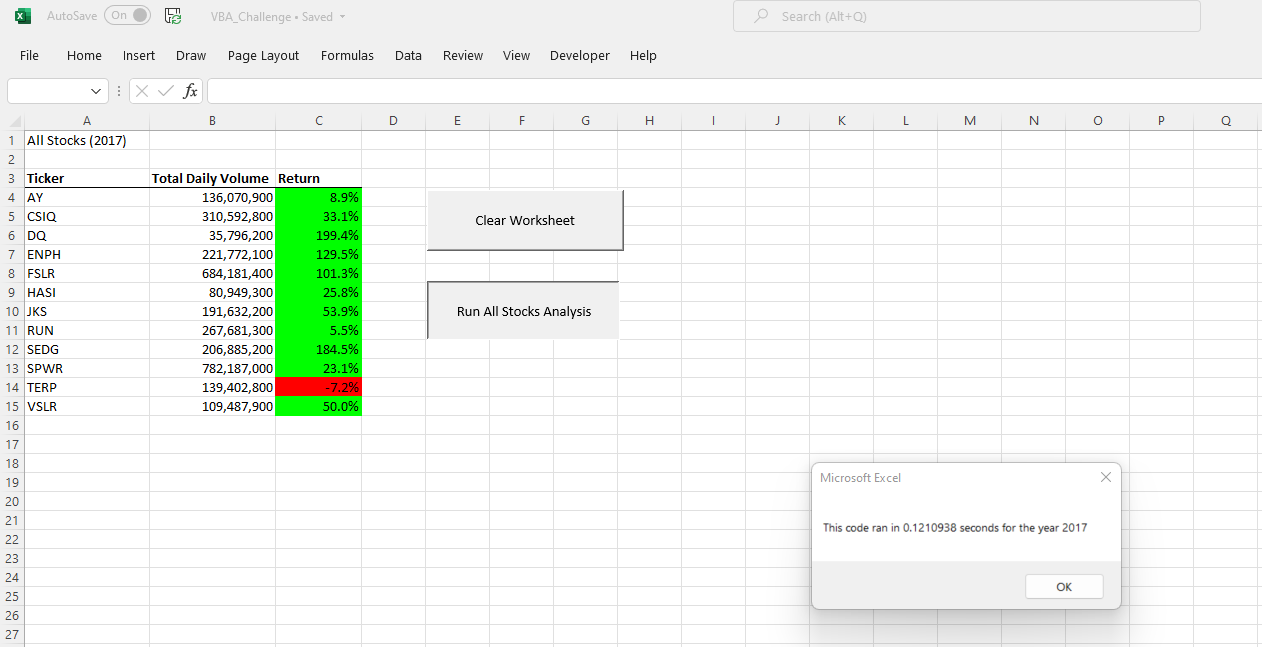 AutoSave On VBA_Challenge • Saved Search (Alt+Q)
File Home Insert Draw Page Layout Formulas Data Review View Developer Help
fx
A B C D E F G H I J K L M N O P Q
1 All Stocks (2017)
2
3 Ticker Total Daily Volume Return
4 AY 136,070,900 8.9%
5 CSIQ 310,592,800 33.1%
6 DQ 35,796,200 199.4%
7 ENPH 221,772,100 129.5%
8 FSLR 684,181,400 101.3%
9 HASI 80,949,300 25.8%
10 JKS 191,632,200 53.9%
11 RUN 267,681,300 5.5%
12 SEDG 206,885,200 184.5%
13 SPWR 782,187,000 23.1%
14 TERP 139,402,800 -7.2%
15 VSLR 109,487,900 50.0%
16
17
18
19
20
21
22
23
24
25
26
27
Clear Worksheet
Run All Stocks Analysis
Microsoft Excel
This code ran in 0.1210938 seconds for the year 2017
OK